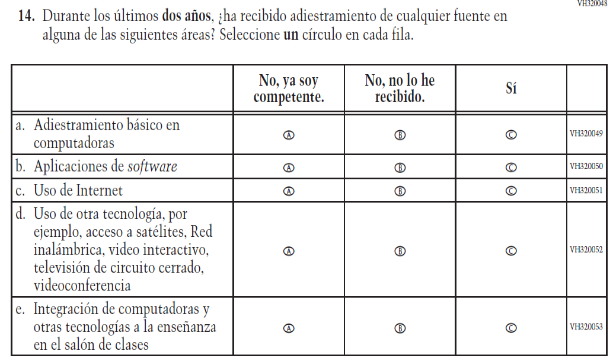 VH320048
14. Durante los últimos dos años, ¿ha recibido adiestramiento de cualquier fuente en
alguna de las siguientes áreas? Seleccione un círculo en cada fila.
No, ya soy
competente.
No, no lo he
recibido.
Sí
a. Adiestramiento básico en
computadoras
A B C VH320049
b. Aplicaciones de software A B C VH320050
c. Uso de Internet A B C VH320051
d. Uso de otra tecnología, por
ejemplo, acceso a satélites, Red
inalámbrica, video interactivo,
televisión de circuito cerrado,
videoconferencia
A B C VH320052
e. Integración de computadoras y
otras tecnologías a la enseñanza
en el salón de clases
A B C VH320053